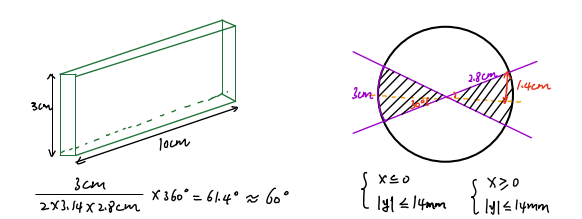 3cm
10cm
3cm / 2×3.14×2.8cm ×360° = 61.4° ≈ 60°
2.8cm
3cm
1.4cm
30°
{ x≤0
|y|≤14mm
{ x≥0
|y|≤14mm